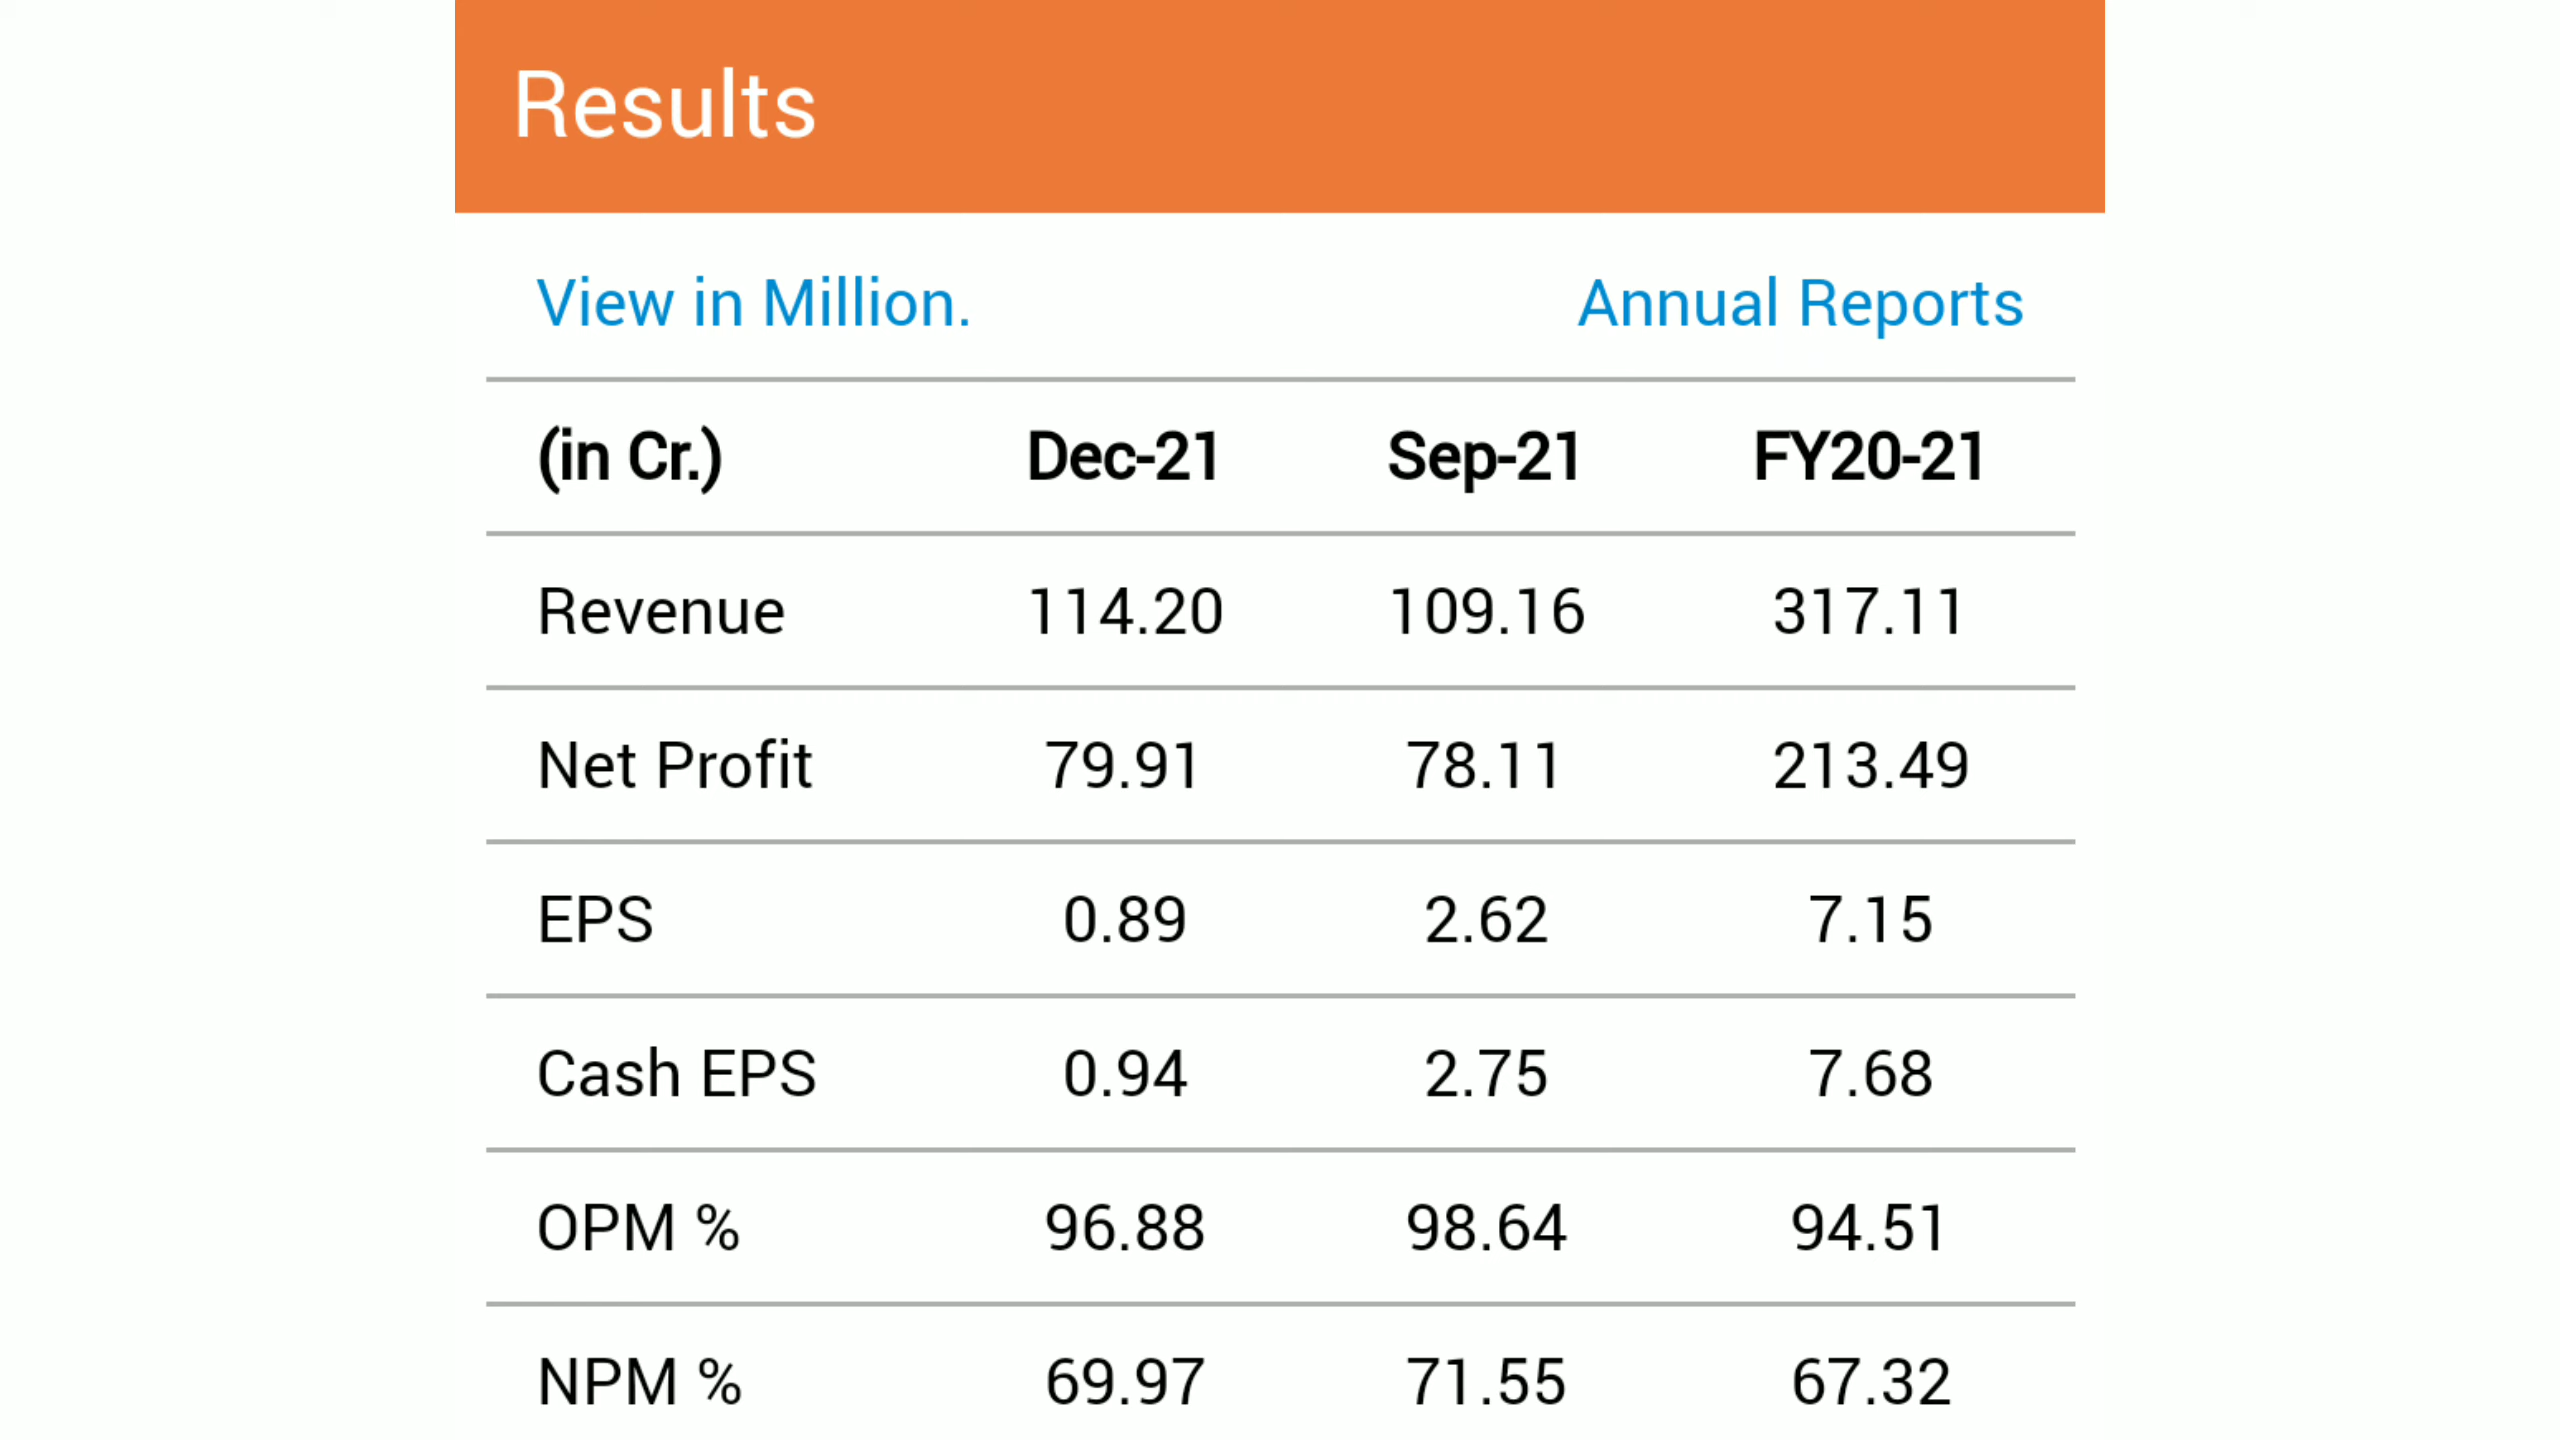 Results
View in Million. Annual Reports
(in Cr.) Dec-21 Sep-21 FY20-21
Revenue 114.20 109.16 317.11
Net Profit 79.91 78.11 213.49
EPS 0.89 2.62 7.15
Cash EPS 0.94 2.75 7.68
OPM % 96.88 98.64 94.51
NPM % 69.97 71.55 67.32